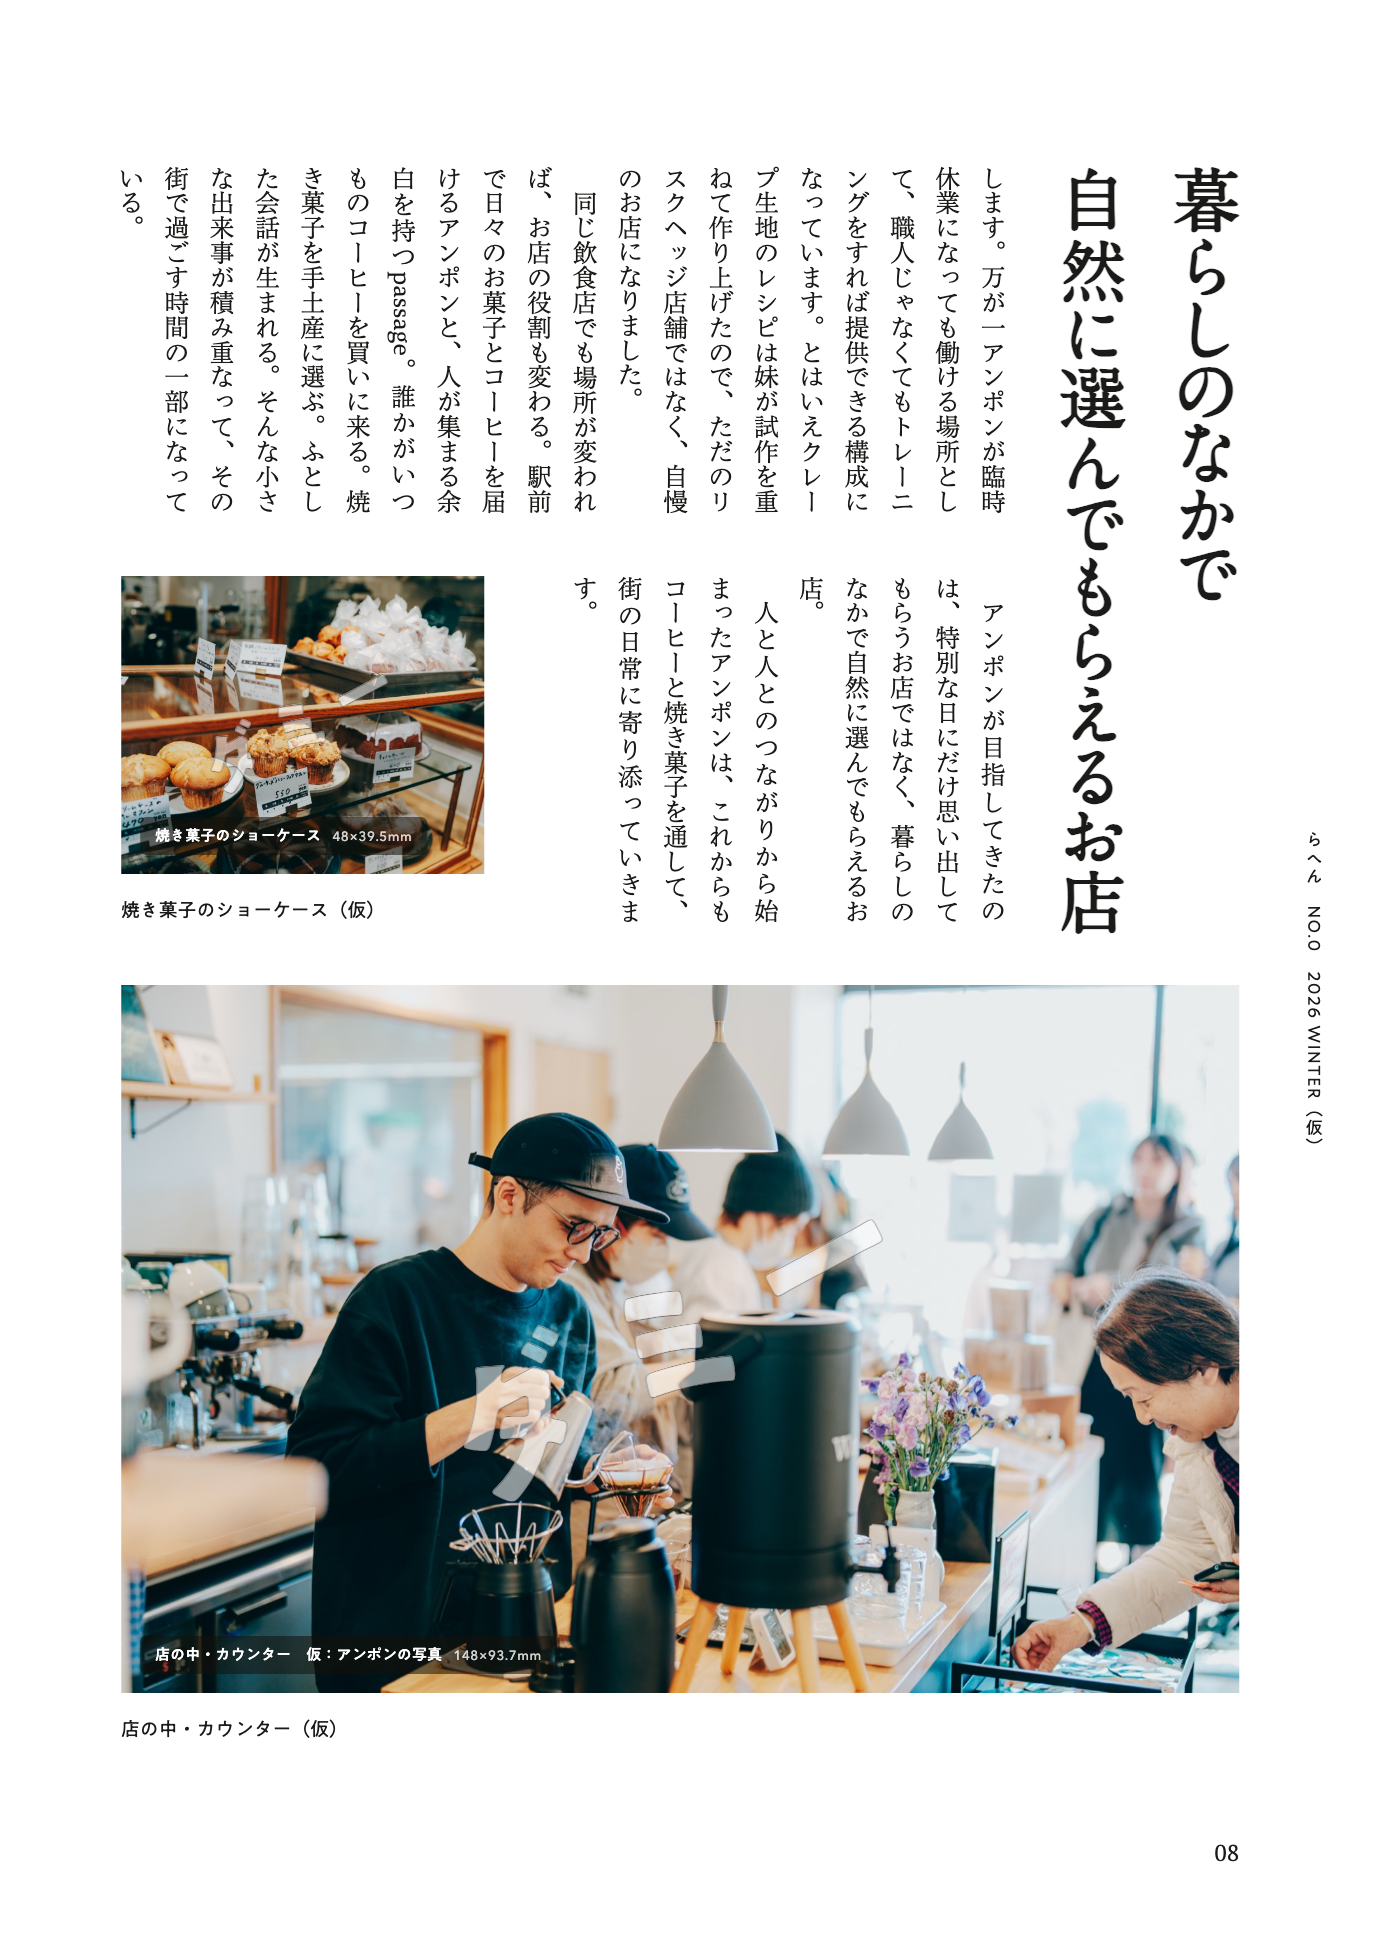 暮らしのなかで
自然に選んでもらえるお店
します。万が一アンポンが臨時
休業になっても働ける場所とし
て、職人じゃなくてもトレーニ
ングをすれば提供できる構成に
なっています。とはいえクレー
プ生地のレシピは妹が試作を重
ねて作り上げたので、ただのリ
スクヘッジ店舗ではなく、自慢
のお店になりました。
同じ飲食店でも場所が変われ
ば、お店の役割も変わる。駅前
で日々のお菓子とコーヒーを届
けるアンポンと、人が集まる余
白を持つpassage。誰かがいつ
ものコーヒーを買いに来る。焼
き菓子を手土産に選ぶ。ふとし
た会話が生まれる。そんな小さ
な出来事が積み重なって、その
街で過ごす時間の一部になって
いる。
アンポンが目指してきたの
は、特別な日にだけ思い出して
もらうお店ではなく、暮らしの
なかで自然に選んでもらえるお
店。
人と人とのつながりから始
まったアンポンは、これからも
コーヒーと焼き菓子を通して、
街の日常に寄り添っていきま
す。
ダミー
550
焼き菓子のショーケース 48×39.5mm
焼き菓子のショーケース（仮）
らへん NO.0 2026 WINTER（仮）
ダミー
店の中・カウンター 仮：アンポンの写真 148×93.7mm
店の中・カウンター（仮）
08